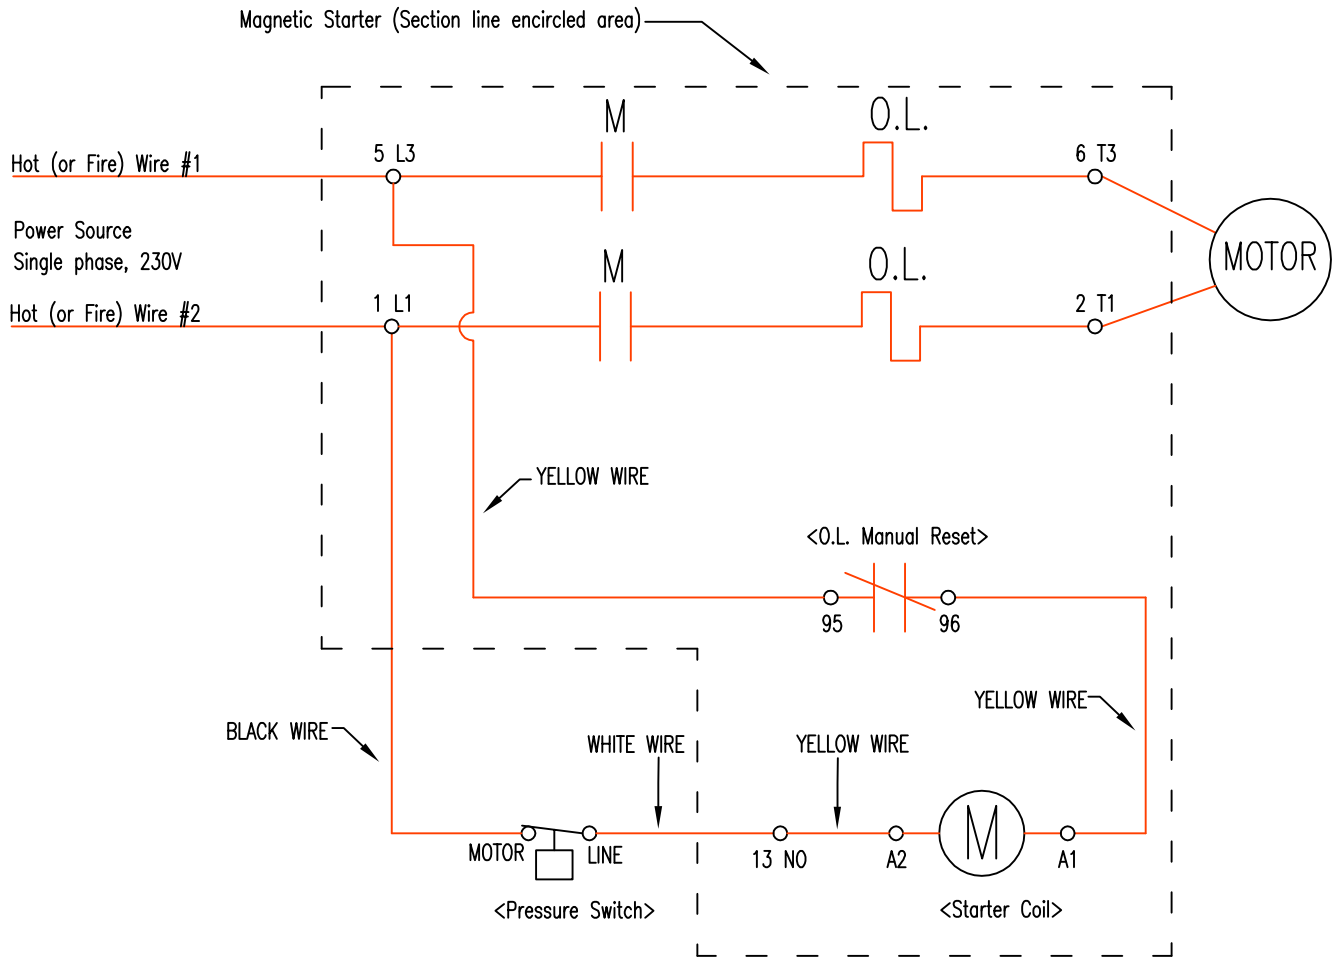 Magnetic Starter (Section line encircled area)
M
O.L.
Hot (or Fire) Wire #1
5 L3
6 T3
Power Source
Single phase, 230V
MOTOR
M
O.L.
Hot (or Fire) Wire #2
1 L1
2 T1
YELLOW WIRE
<O.L. Manual Reset>
95
96
YELLOW WIRE
BLACK WIRE
WHITE WIRE
YELLOW WIRE
M
MOTOR
LINE
13 NO
A2
A1
<Pressure Switch>
<Starter Coil>